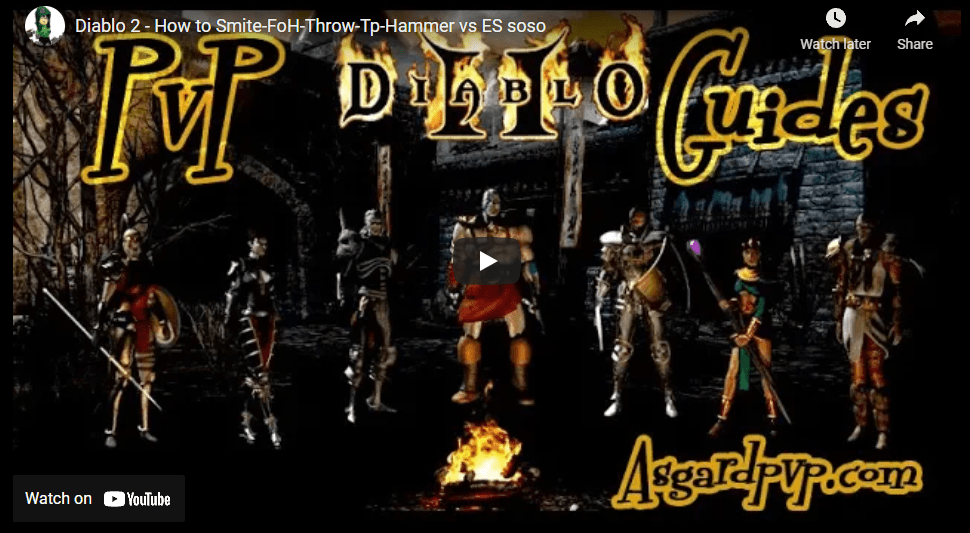 Diablo 2 - How to Smite-FoH-Throw-Tp-Hammer vs ES soso
Watch later
Share
PvP DIABLO II Guides
Asgardpvp.com
Watch on YouTube